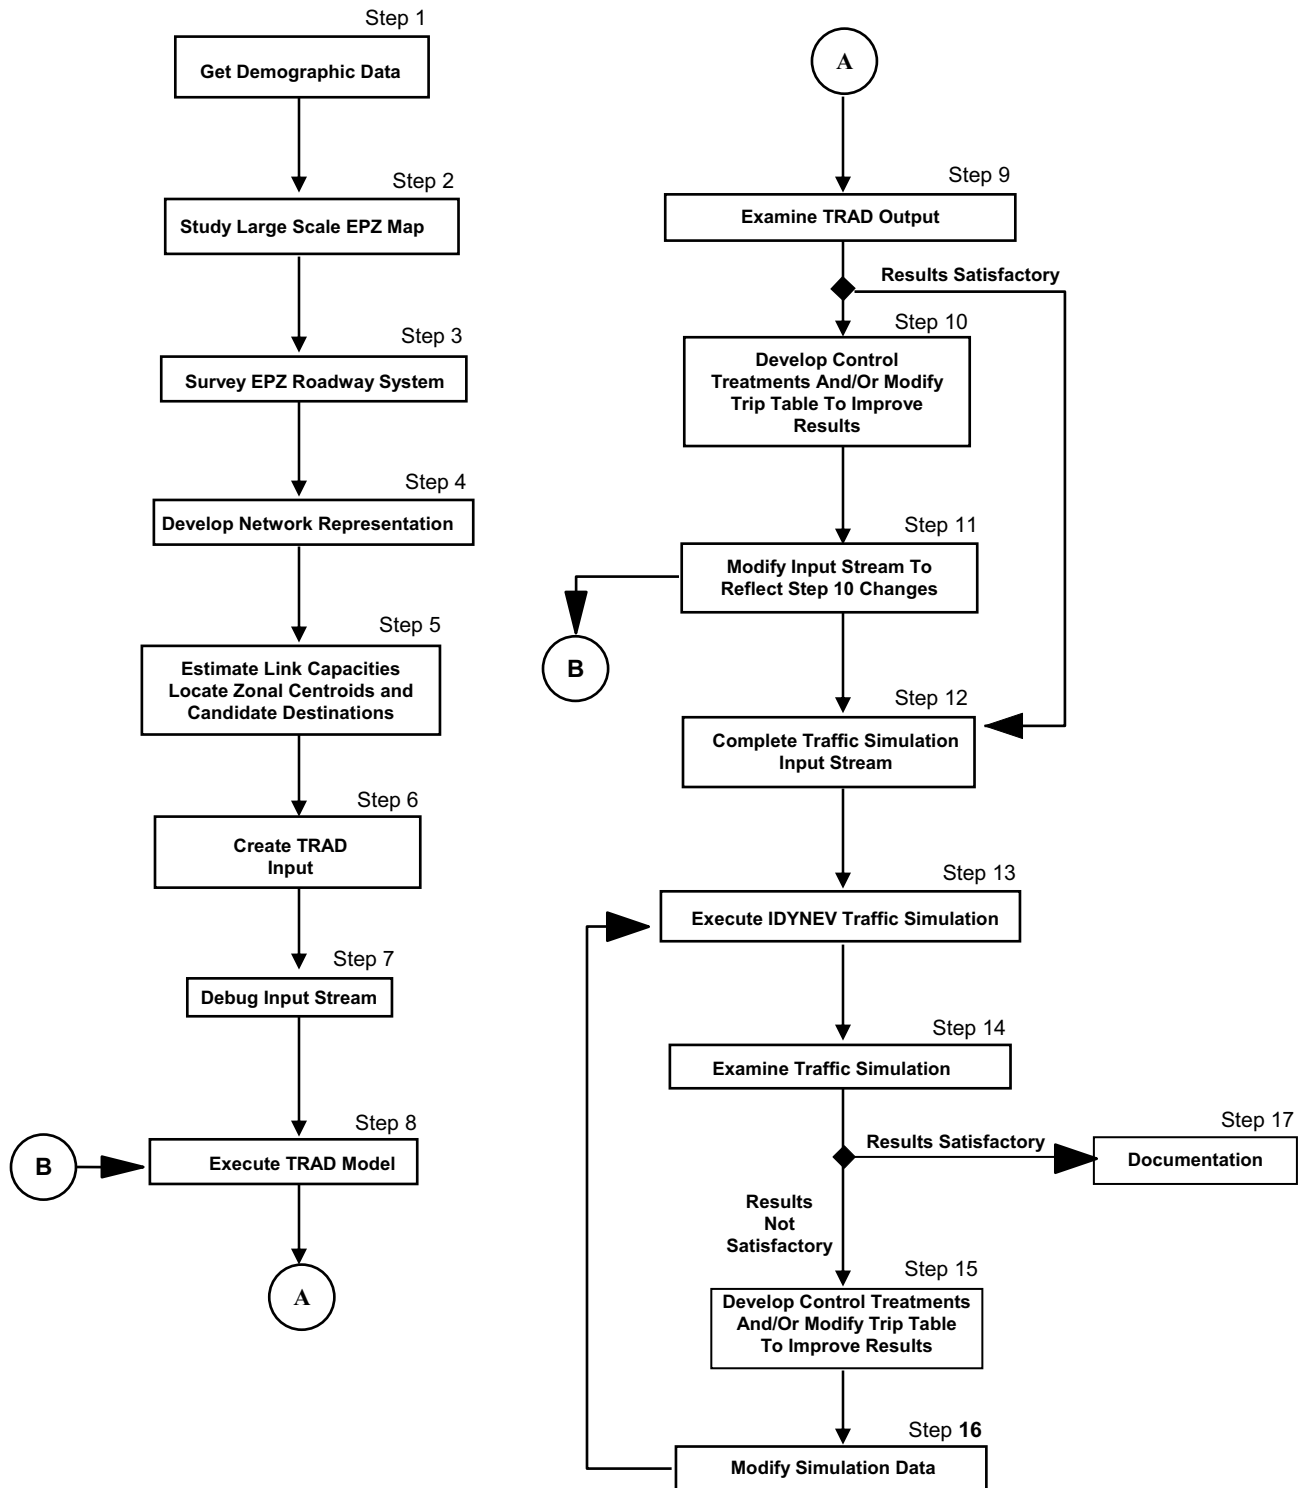 Step 1
Get Demographic Data
Step 2
Study Large Scale EPZ Map
Step 3
Survey EPZ Roadway System
Step 4
Develop Network Representation
Step 5
Estimate Link Capacities
Locate Zonal Centroids and
Candidate Destinations
Step 6
Create TRAD
Input
Step 7
Debug Input Stream
Step 8
B
Execute TRAD Model
A
A
Step 9
Examine TRAD Output
Results Satisfactory
Step 10
Develop Control
Treatments And/Or Modify
Trip Table To Improve
Results
Step 11
Modify Input Stream To
Reflect Step 10 Changes
B
Step 12
Complete Traffic Simulation
Input Stream
Step 13
Execute IDYNEV Traffic Simulation
Step 14
Examine Traffic Simulation
Results Satisfactory
Step 17
Documentation
Results
Not
Satisfactory
Step 15
Develop Control Treatments
And/Or Modify Trip Table
To Improve Results
Step 16
Modify Simulation Data